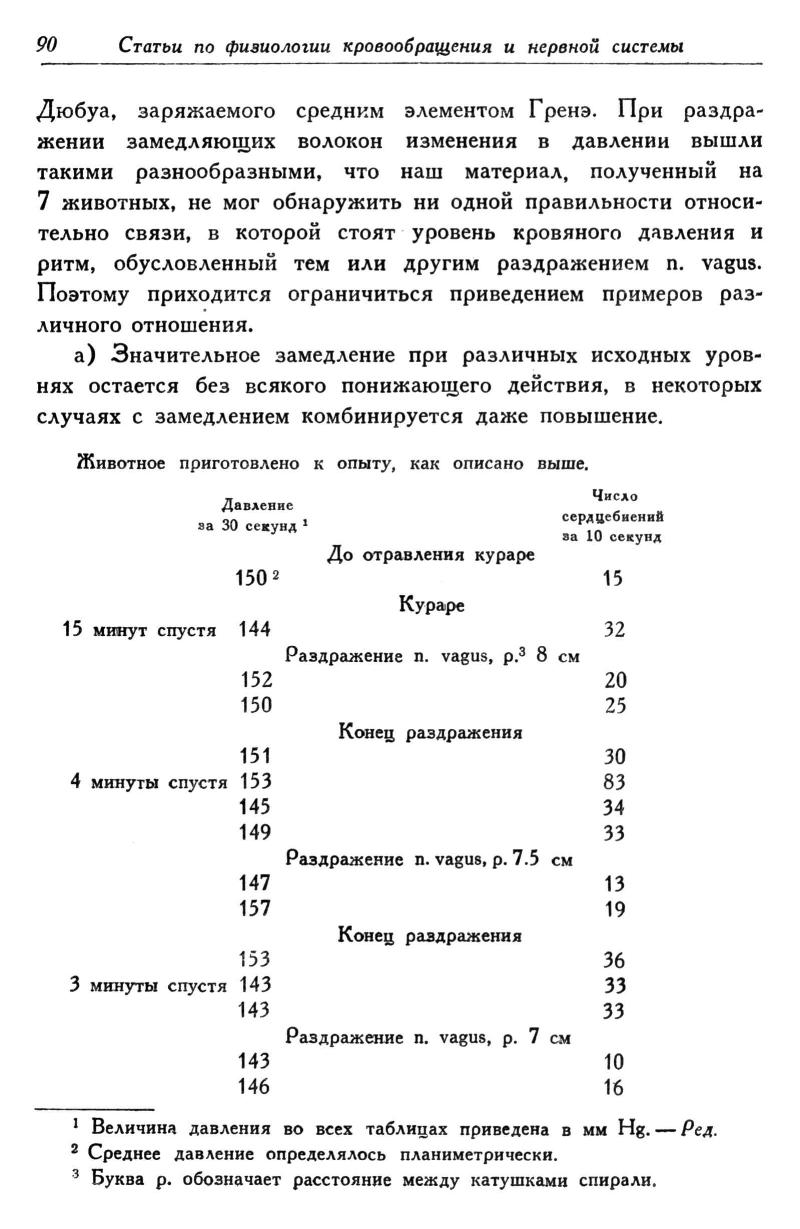 90 Статьи по физиологии кровообращения и нервной системы
Дюбуа, заряжаемого средним элементом Гренэ. При раздра-
жении замедляющих волокон изменения в давлении вышли
такими разнообразными, что наш материал, полученный на
7 животных, не мог обнаружить ни одной правильности относи-
тельно связи, в которой стоят уровень кровяного давления и
ритм, обусловленный тем или другим раздражением n. vagus.
Поэтому приходится ограничиться приведением примеров раз-
личного отношения.
а) Значительное замедление при различных исходных уров-
нях остается без всякого понижающего действия, в некоторых
случаях с замедлением комбинируется даже повышение.
Животное приготовлено к опыту, как описано выше.
Давление
за 30 секунд ¹
Число
сердцебиений
за 10 секунд
До отравления кураре
150 ² 15
Кураре
15 минут спустя 144 32
Раздражение n. vagus, р.³ 8 см
152 20
150 25
Конец раздражения
151 30
4 минуты спустя 153 83
145 34
149 33
Раздражение n. vagus, р. 7.5 см
147 13
157 19
Конец раздражения
153 36
3 минуты спустя 143 33
143 33
Раздражение n. vagus, р. 7 см
143 10
146 16
¹ Величина давления во всех таблицах приведена в мм Hg. — Ред.
² Среднее давление определялось планиметрически.
³ Буква р. обозначает расстояние между катушками спирали.